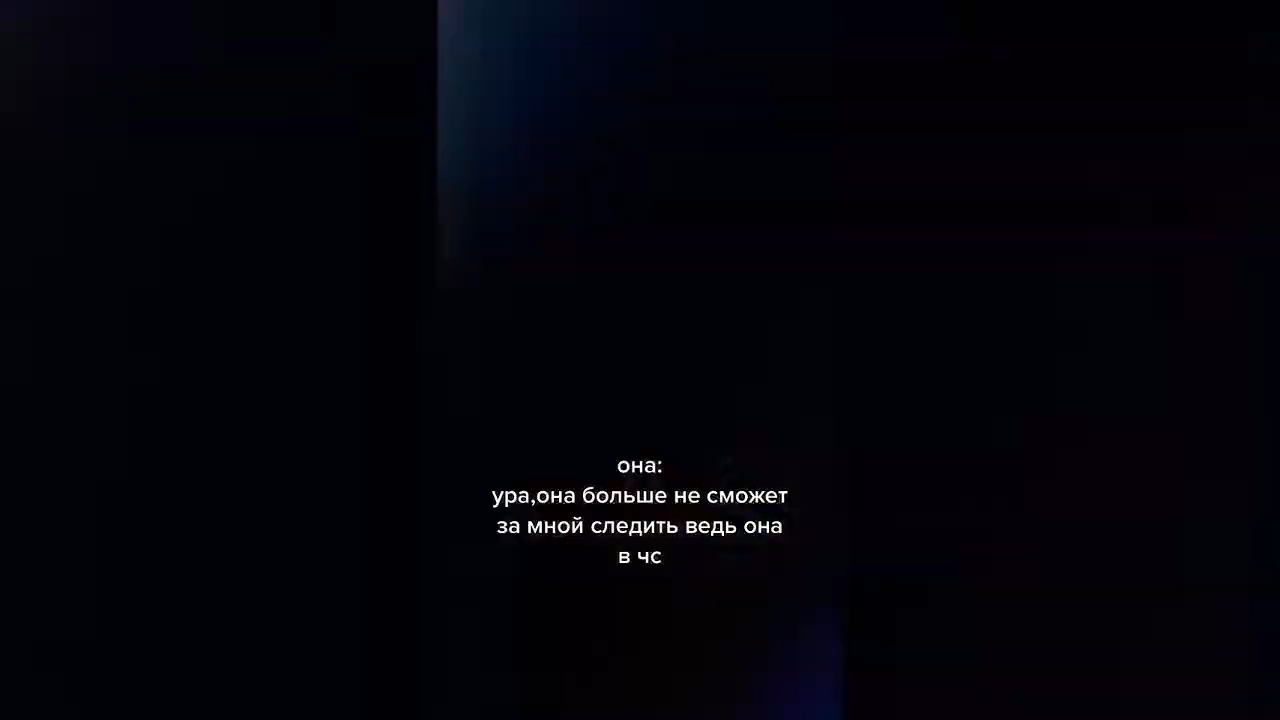 она:
ура,она больше не сможет
за мной следить ведь она
в чс